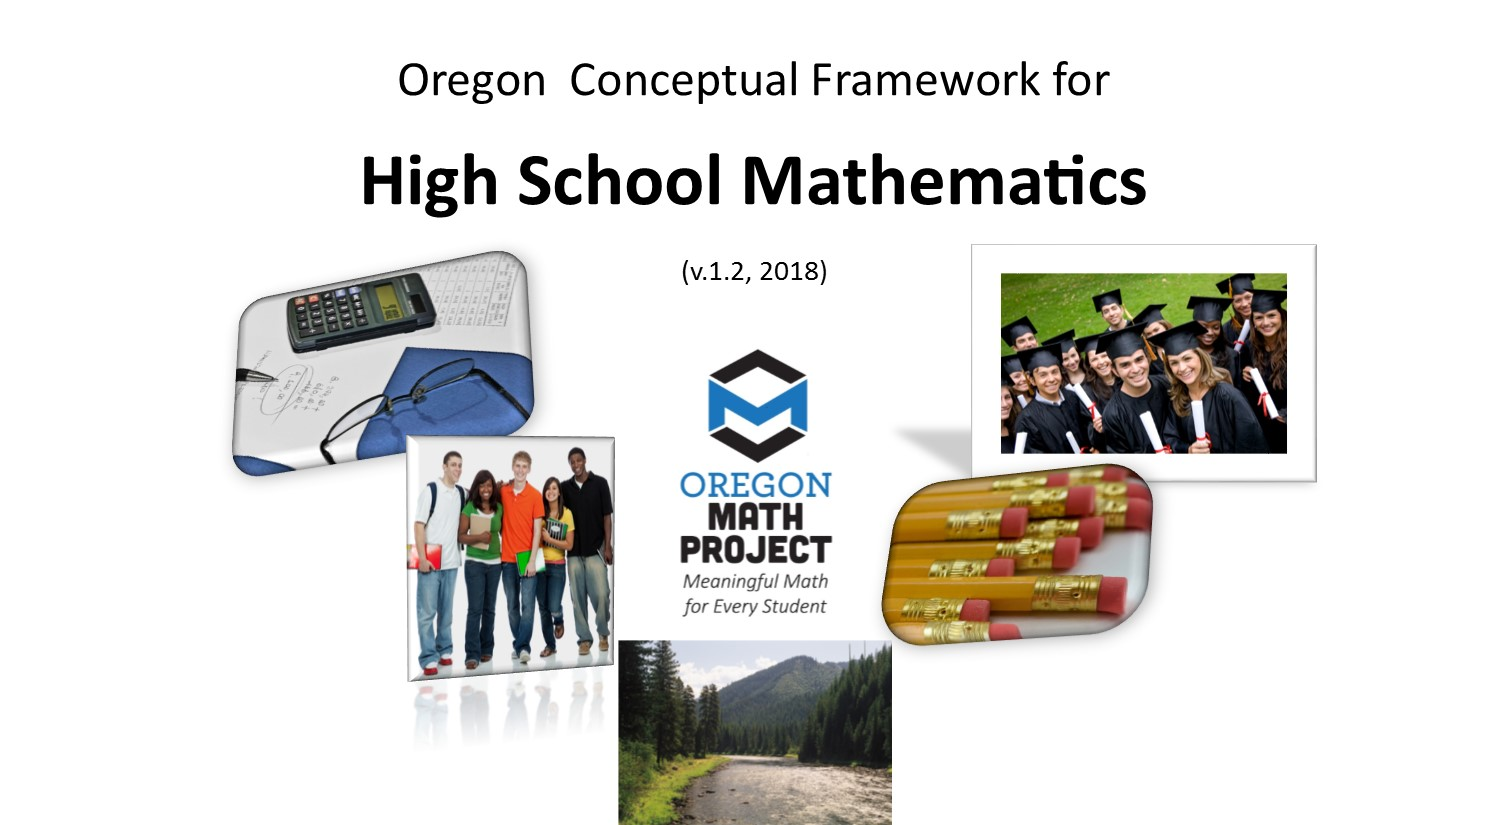 Oregon  Conceptual Framework for
High School Mathematics
(v.1.2, 2018)
OREGON
MATH
PROJECT
Meaningful Math
for Every Student